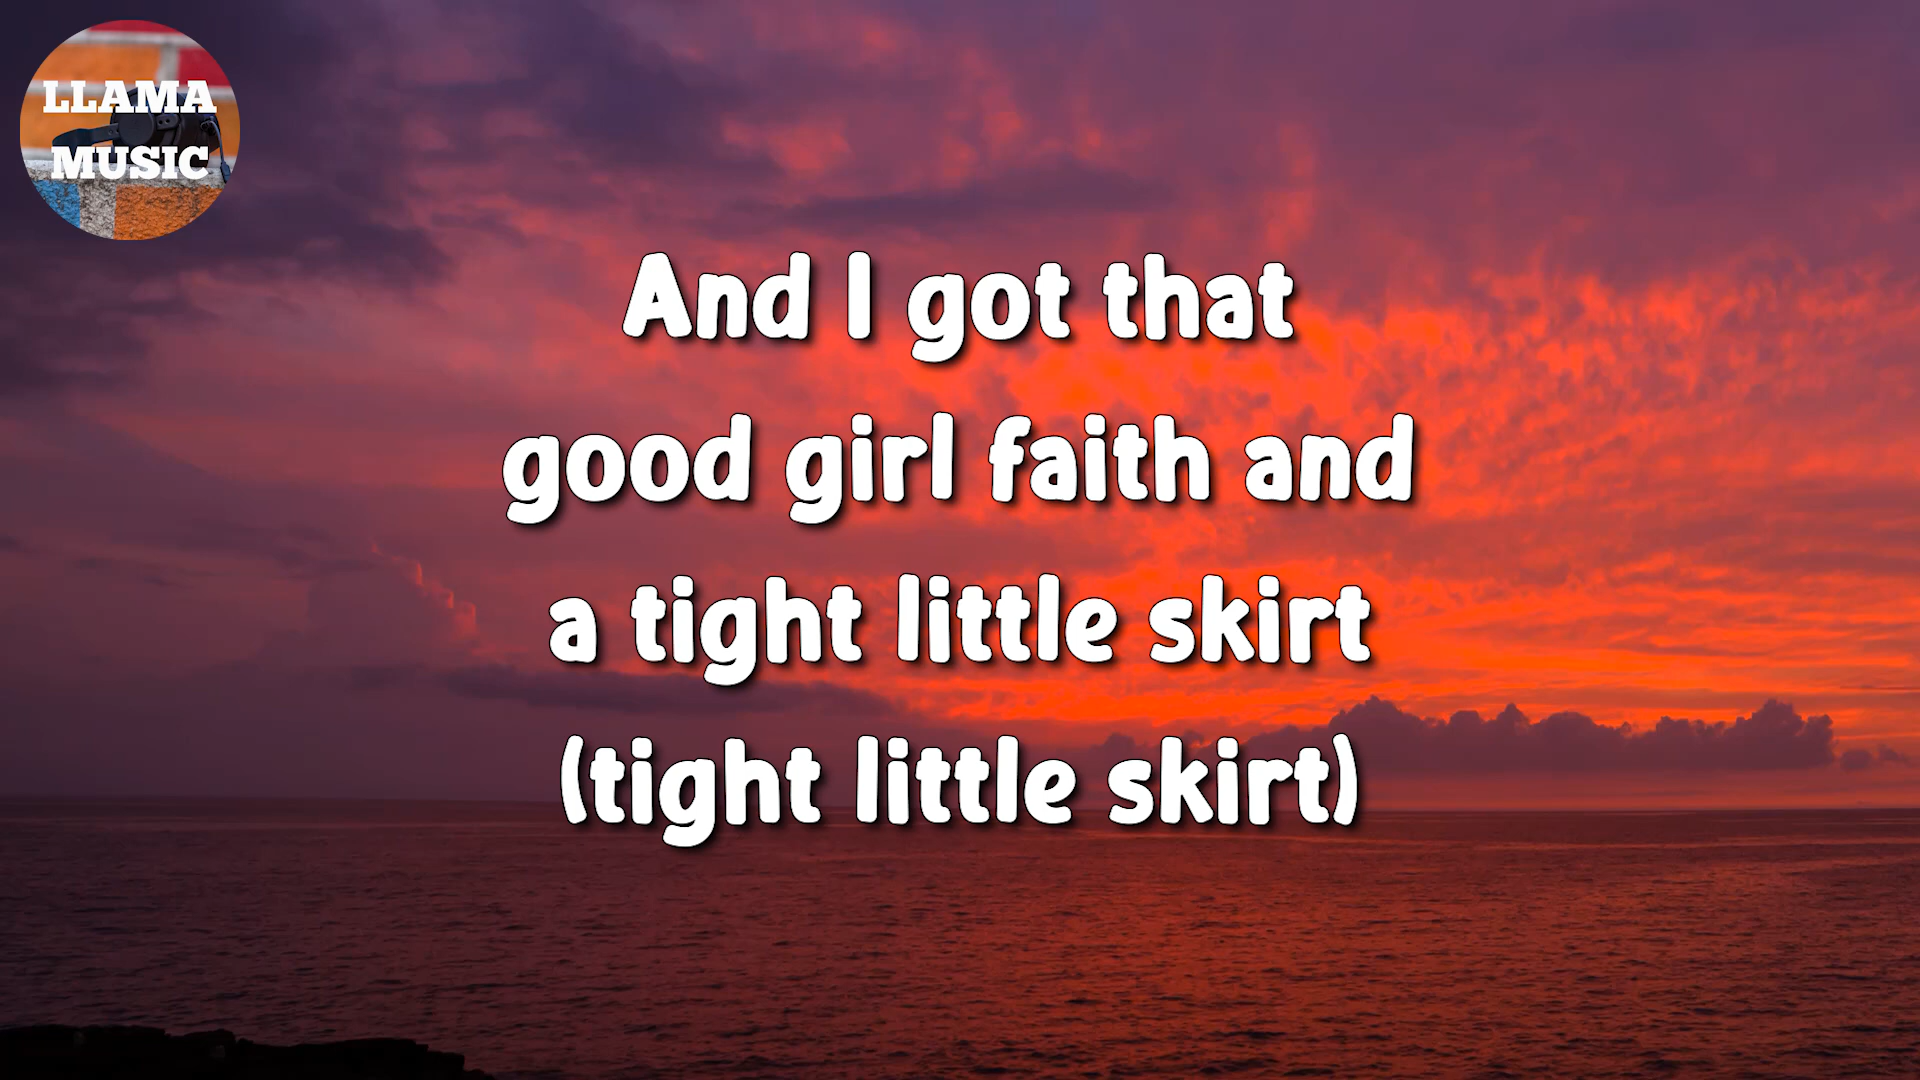 LLAMA
MUSIC
And I got that
good girl faith and
a tight little skirt
(tight little skirt)